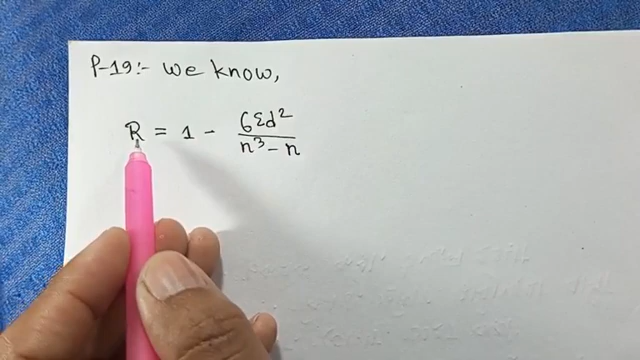 P-19:- We know,
R = 1 - 6Σd² / n³ - n